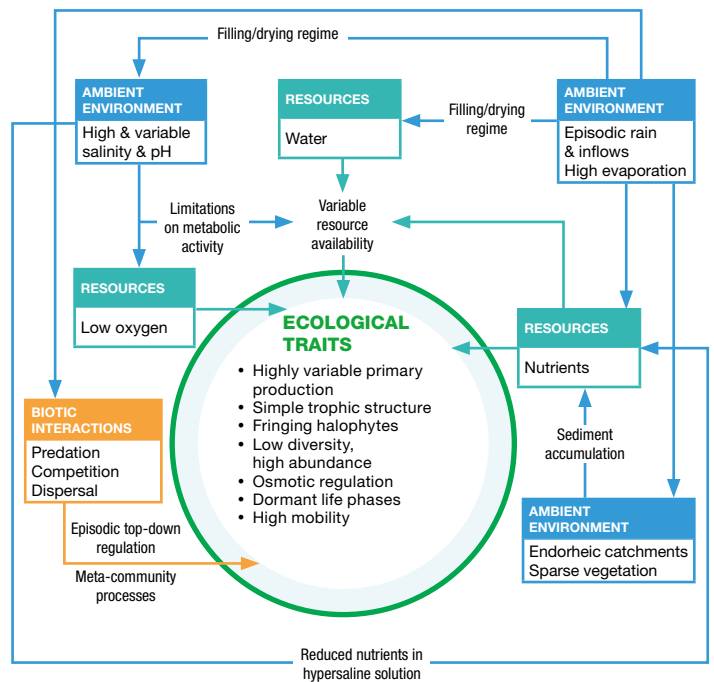 Filling/drying regime
AMBIENT
ENVIRONMENT
High & variable
salinity & pH
RESOURCES
Water
Filling/drying
regime
AMBIENT
ENVIRONMENT
Episodic rain
& inflows
High evaporation
Limitations
on metabolic
activity
Variable
resource
availability
RESOURCES
Low oxygen
RESOURCES
Nutrients
ECOLOGICAL
TRAITS
• Highly variable primary
production
• Simple trophic structure
• Fringing halophytes
• Low diversity,
high abundance
• Osmotic regulation
• Dormant life phases
• High mobility
BIOTIC
INTERACTIONS
Predation
Competition
Dispersal
Sediment
accumulation
AMBIENT
ENVIRONMENT
Endorheic catchments
Sparse vegetation
Episodic top-down
regulation
Meta-community
processes
Reduced nutrients in
hypersaline solution